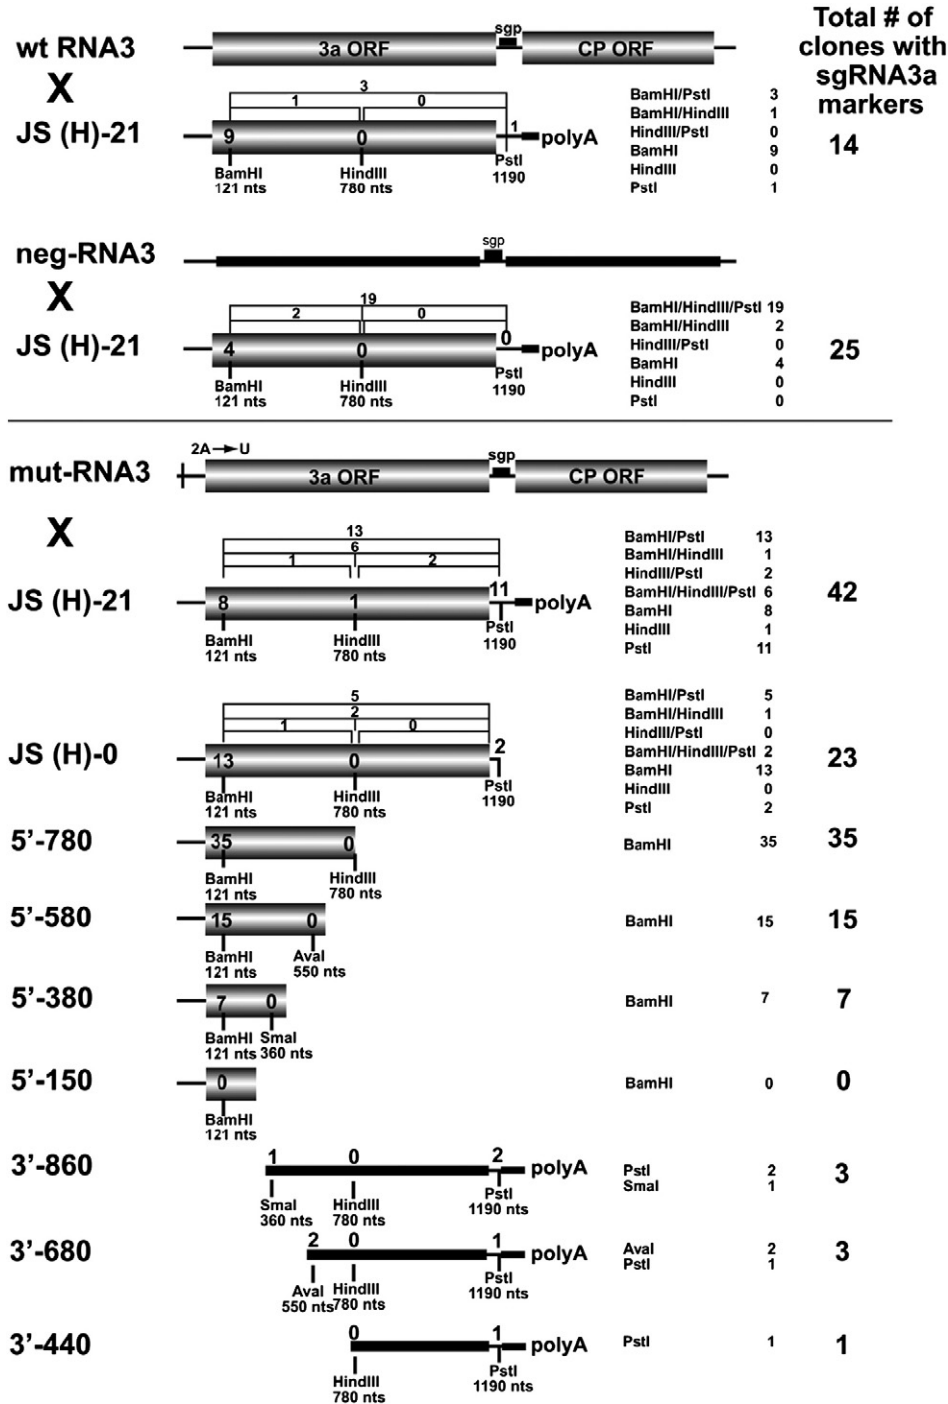 Total # of
clones with
sgRNA3a
markers
wt RNA3
3a ORF
sgp
CP ORF
X
JS (H)-21
3
1
0
9
0
1
polyA
BamHI
121 nts
HindIII
780 nts
PstI
1190
BamHI/PstI 3
BamHI/HindIII 1
HindIII/PstI 0
BamHI 9
HindIII 0
PstI 1
14
neg-RNA3
sgp
X
JS (H)-21
19
2
0
4
0
0
polyA
BamHI
121 nts
HindIII
780 nts
PstI
1190
BamHI/HindIII/PstI 19
BamHI/HindIII 2
HindIII/PstI 0
BamHI 4
HindIII 0
PstI 0
25
2A→U
mut-RNA3
3a ORF
sgp
CP ORF
X
JS (H)-21
13
6
1
2
8
1
11
polyA
BamHI
121 nts
HindIII
780 nts
PstI
1190
BamHI/PstI 13
BamHI/HindIII 1
HindIII/PstI 2
BamHI/HindIII/PstI 6
BamHI 8
HindIII 1
PstI 11
42
JS (H)-0
5
2
1
0
13
0
2
BamHI
121 nts
HindIII
780 nts
PstI
1190
BamHI/PstI 5
BamHI/HindIII 1
HindIII/PstI 0
BamHI/HindIII/PstI 2
BamHI 13
HindIII 0
PstI 2
23
5'-780
35
0
BamHI
121 nts
HindIII
780 nts
BamHI 35
35
5'-580
15
0
BamHI
121 nts
AvaI
550 nts
BamHI 15
15
5'-380
7
0
BamHI
121 nts
SmaI
360 nts
BamHI 7
7
5'-150
0
BamHI
121 nts
BamHI 0
0
3'-860
1
0
2
polyA
SmaI
360 nts
HindIII
780 nts
PstI
1190 nts
PstI 2
SmaI 1
3
3'-680
2
0
1
polyA
AvaI
550 nts
HindIII
780 nts
PstI
1190 nts
AvaI 2
PstI 1
3
3'-440
0
1
polyA
HindIII
780 nts
PstI
1190 nts
PstI 1
1